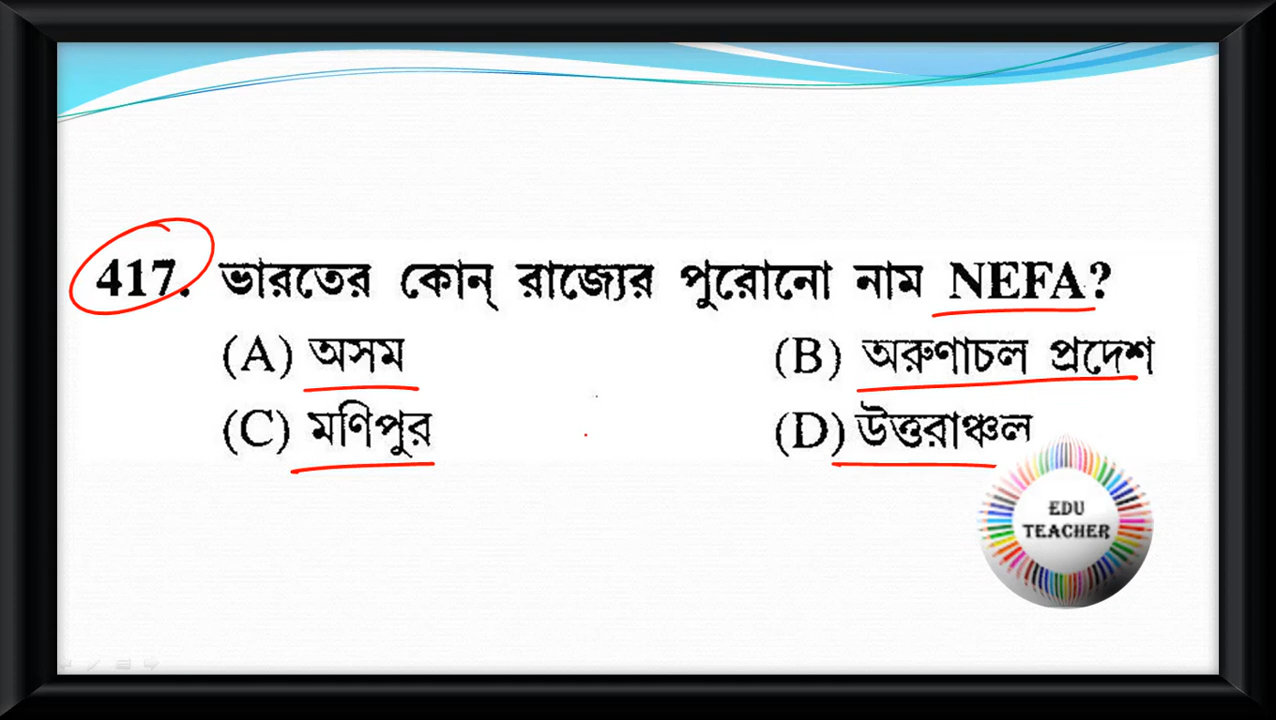 417. ভারতের কোন্ রাজ্যের পুরোনো নাম NEFA?
(A) অসম (B) অরুণাচল প্রদেশ
(C) মণিপুর (D) উত্তরাঞ্চল
EDU
TEACHER